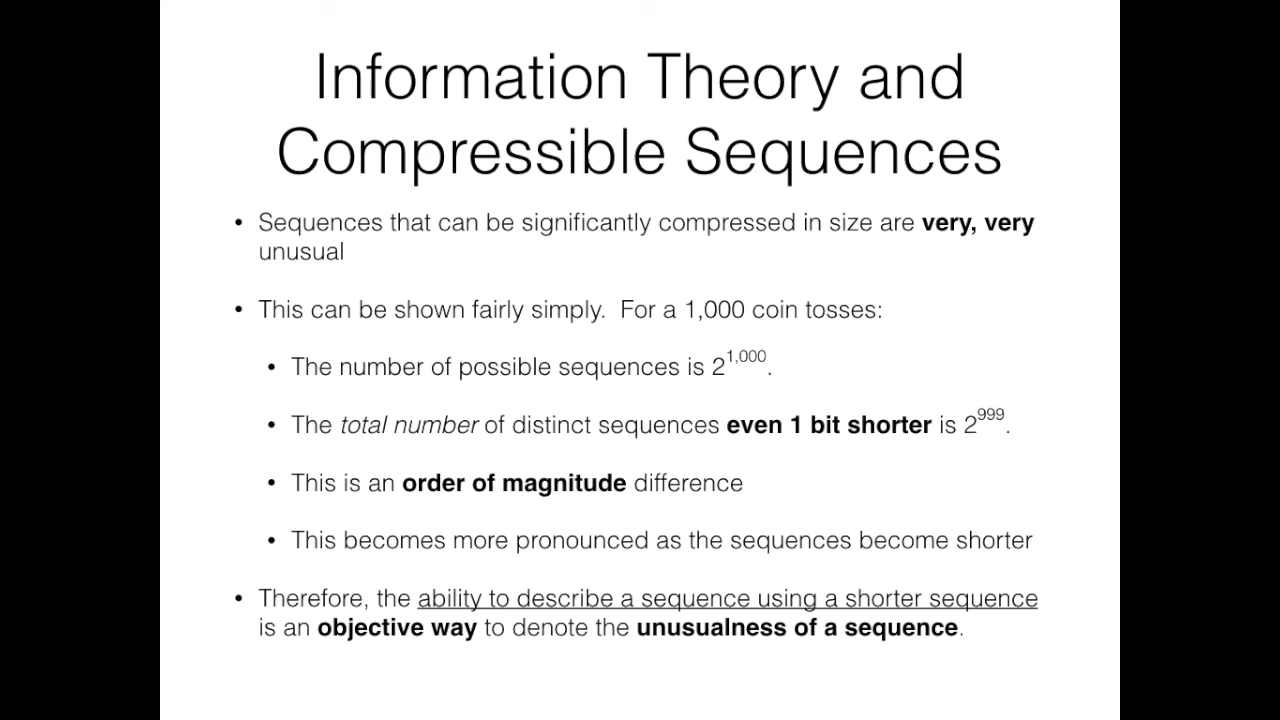 Information Theory and
Compressible Sequences
• Sequences that can be significantly compressed in size are very, very
unusual
• This can be shown fairly simply.  For a 1,000 coin tosses:
• The number of possible sequences is 2^1,000.
• The total number of distinct sequences even 1 bit shorter is 2^999.
• This is an order of magnitude difference
• This becomes more pronounced as the sequences become shorter
• Therefore, the ability to describe a sequence using a shorter sequence
is an objective way to denote the unusualness of a sequence.